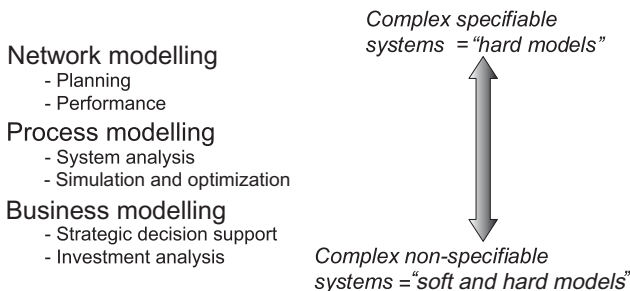 Network modelling
- Planning
- Performance
Process modelling
- System analysis
- Simulation and optimization
Business modelling
- Strategic decision support
- Investment analysis
Complex specifiable
systems = “hard models”
Complex non-specifiable
systems =“soft and hard models”